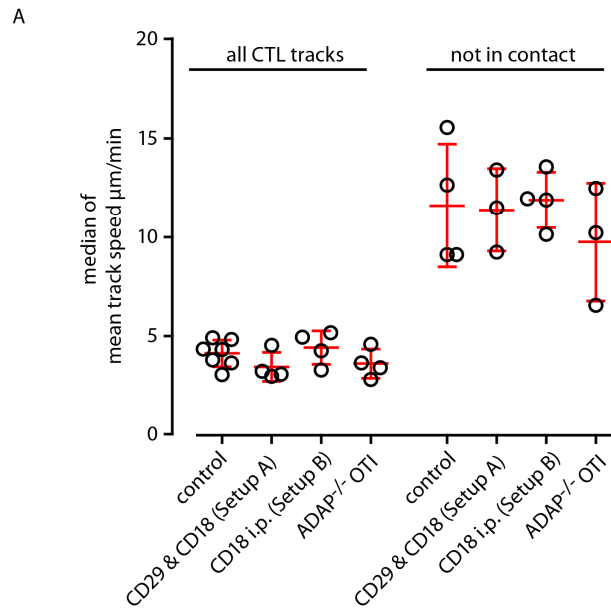 A
20
all CTL tracks
not in contact
15
10
5
0
median of
mean track speed µm/min
control
CD29 & CD18 (Setup A)
CD18 i.p. (Setup B)
ADAP-/- OTI
control
CD29 & CD18 (Setup A)
CD18 i.p. (Setup B)
ADAP-/- OTI